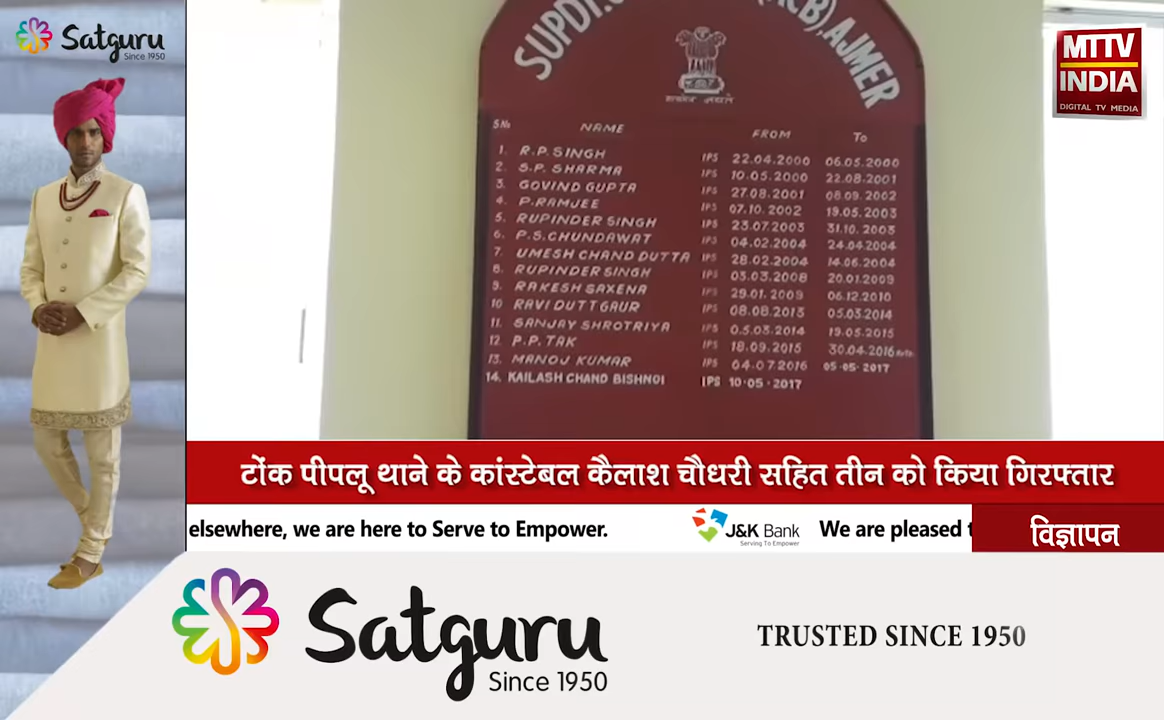 Satguru
Since 1950
MTTV
INDIA
DIGITAL TV MEDIA
SUPDT. (ACB), AJMER
S.No NAME FROM To
1. R.P. SINGH IPS 22.04.2000 06.05.2000
2. S.P. SHARMA IPS 10.05.2000 22.08.2001
3. GOVIND GUPTA IPS 27.08.2001 08.09.2002
4. P.RAMJEE IPS 07.10.2002 19.05.2003
5. RUPINDER SINGH IPS 23.07.2003 31.10.2003
6. P.S.CHUNDAWAT IPS 04.02.2004 24.04.2004
7. UMESH CHAND DUTTA IPS 28.02.2004 14.06.2004
8. RUPINDER SINGH IPS 03.03.2008 20.01.2009
9. RAKESH SAXENA IPS 29.01.2009 06.12.2010
10 RAVI DUTT GAUR IPS 08.08.2013 05.03.2014
11. SANJAY SHROTRIYA IPS 0.5.03.2014 19.05.2015
12. P.P. TAK IPS 18.09.2015 30.04.2016
13. MANOJ KUMAR IPS 04.07.2016 05.05.2017
14. KAILASH CHAND BISHNOI IPS 10.05.2017
टोंक पीपलू थाने के कांस्टेबल कैलाश चौधरी सहित तीन को किया गिरफ्तार
elsewhere, we are here to Serve to Empower. J&K Bank We are pleased
Serving To Empower
विज्ञापन
Satguru
Since 1950
TRUSTED SINCE 1950